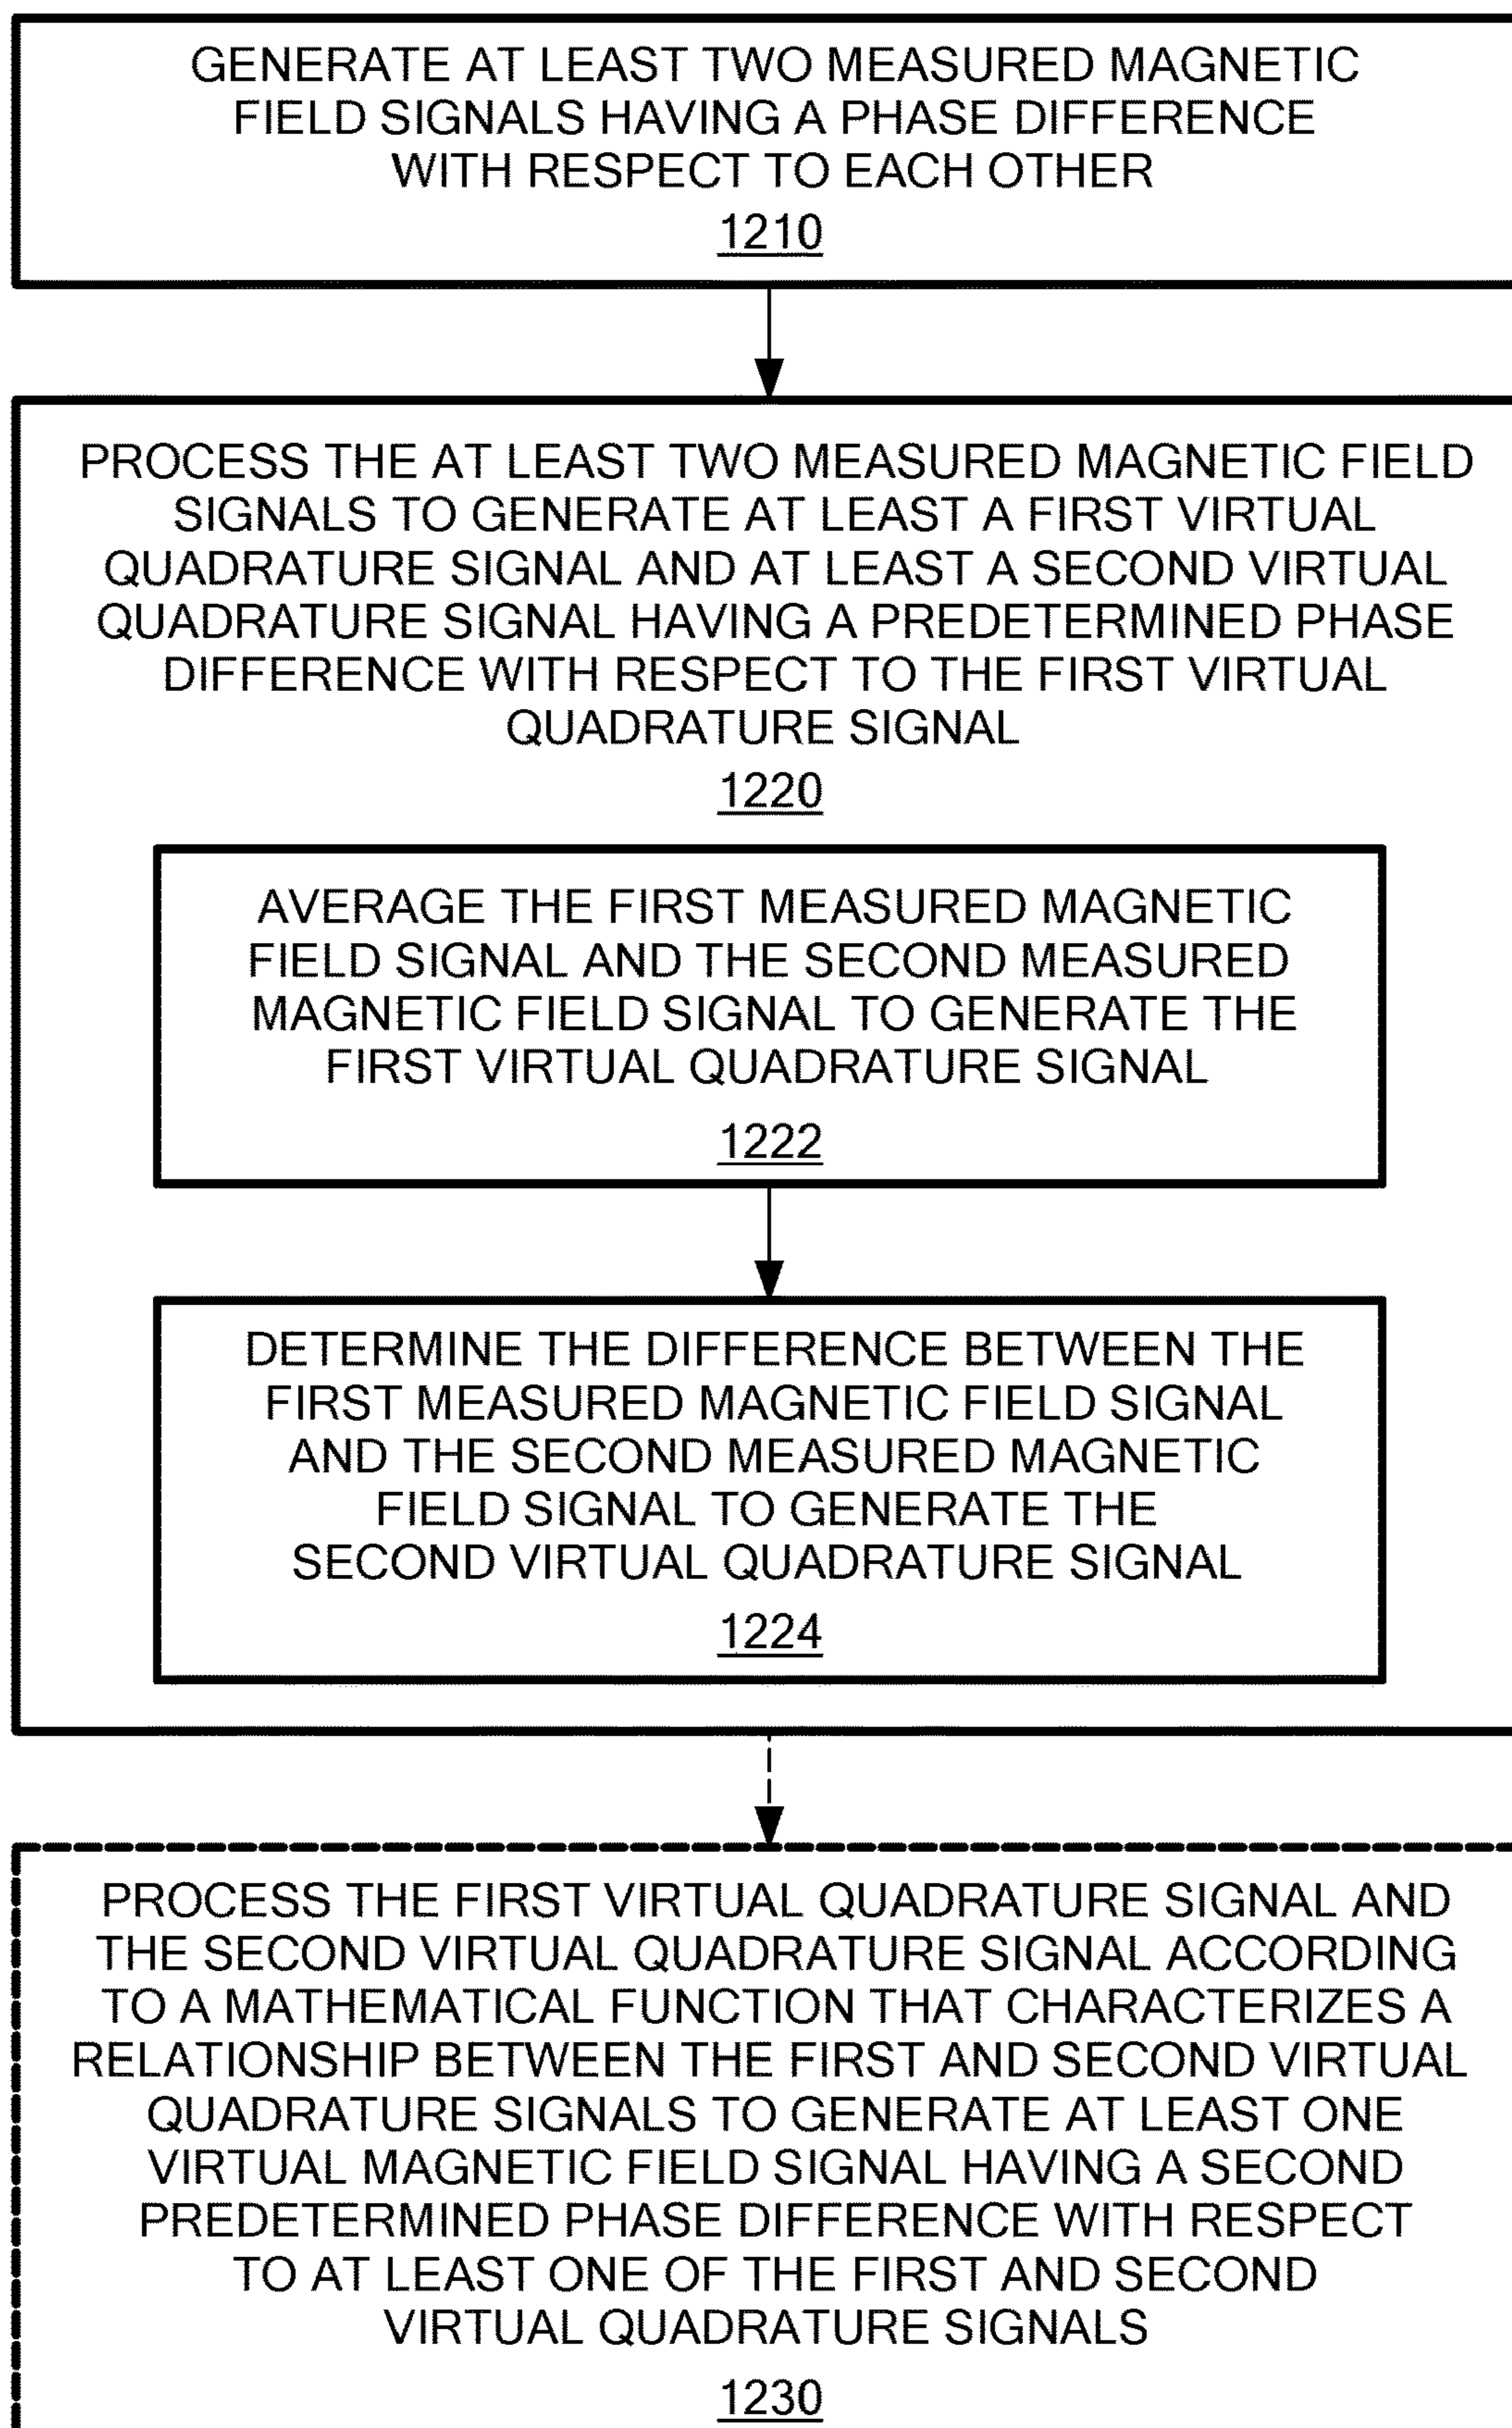 GENERATE AT LEAST TWO MEASURED MAGNETIC
FIELD SIGNALS HAVING A PHASE DIFFERENCE
WITH RESPECT TO EACH OTHER
1210
PROCESS THE AT LEAST TWO MEASURED MAGNETIC FIELD
SIGNALS TO GENERATE AT LEAST A FIRST VIRTUAL
QUADRATURE SIGNAL AND AT LEAST A SECOND VIRTUAL
QUADRATURE SIGNAL HAVING A PREDETERMINED PHASE
DIFFERENCE WITH RESPECT TO THE FIRST VIRTUAL
QUADRATURE SIGNAL
1220
AVERAGE THE FIRST MEASURED MAGNETIC
FIELD SIGNAL AND THE SECOND MEASURED
MAGNETIC FIELD SIGNAL TO GENERATE THE
FIRST VIRTUAL QUADRATURE SIGNAL
1222
DETERMINE THE DIFFERENCE BETWEEN THE
FIRST MEASURED MAGNETIC FIELD SIGNAL
AND THE SECOND MEASURED MAGNETIC
FIELD SIGNAL TO GENERATE THE
SECOND VIRTUAL QUADRATURE SIGNAL
1224
PROCESS THE FIRST VIRTUAL QUADRATURE SIGNAL AND
THE SECOND VIRTUAL QUADRATURE SIGNAL ACCORDING
TO A MATHEMATICAL FUNCTION THAT CHARACTERIZES A
RELATIONSHIP BETWEEN THE FIRST AND SECOND VIRTUAL
QUADRATURE SIGNALS TO GENERATE AT LEAST ONE
VIRTUAL MAGNETIC FIELD SIGNAL HAVING A SECOND
PREDETERMINED PHASE DIFFERENCE WITH RESPECT
TO AT LEAST ONE OF THE FIRST AND SECOND
VIRTUAL QUADRATURE SIGNALS
1230